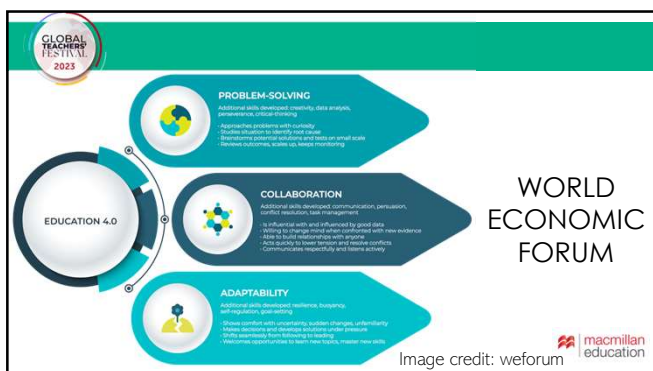 GLOBAL
TEACHERS'
FESTIVAL
2023
EDUCATION 4.0
PROBLEM-SOLVING
Additional skills developed: creativity, data analysis,
perseverance, critical-thinking
- Approaches problems with curiosity
- Studies situation to identify root cause
- Brainstorms potential solutions and tests on small scale
- Reviews outcomes, scales up, keeps monitoring
COLLABORATION
Additional skills developed: communication, persuasion,
conflict resolution, task management
- Is influential with and influenced by good data
- Willing to change mind when confronted with new evidence
- Able to build relationships with anyone
- Acts quickly to lower tension and resolve conflicts
- Communicates respectfully and listens actively
ADAPTABILITY
Additional skills developed: resilience, buoyancy,
self-regulation, goal-setting
- Shows comfort with uncertainty, sudden changes, unfamiliarity
- Makes decisions and develops solutions under pressure
- Shifts seamlessly from following to leading
- Welcomes opportunities to learn new topics, master new skills
WORLD
ECONOMIC
FORUM
Image credit: weforum
macmillan
education